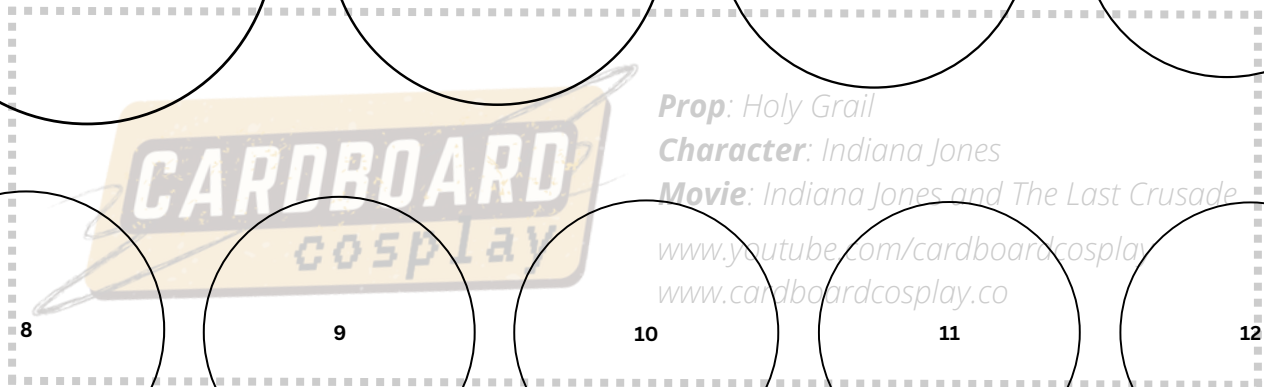 CARDBOARD
cosplay
Prop: Holy Grail
Character: Indiana Jones
Movie: Indiana Jones and The Last Crusade
www.youtube.com/cardboardcosplay
www.cardboardcosplay.co
8
9
10
11
12